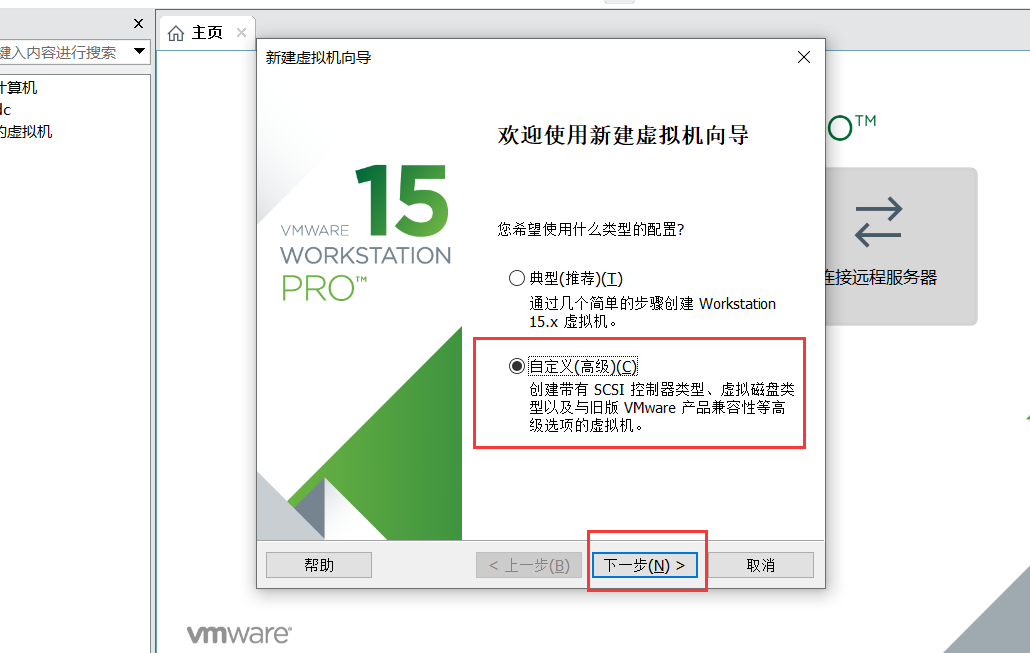 主页
键入内容进行搜索
计算机
dc
的虚拟机
新建虚拟机向导
欢迎使用新建虚拟机向导
15
VMWARE
WORKSTATION
PRO™
您希望使用什么类型的配置?
典型(推荐)(T)
通过几个简单的步骤创建 Workstation
15.x 虚拟机。
自定义(高级)(C)
创建带有 SCSI 控制器类型、虚拟磁盘类
型以及与旧版 VMware 产品兼容性等高
级选项的虚拟机。
帮助
< 上一步(B)
下一步(N) >
取消
O™
连接远程服务器
vmware®